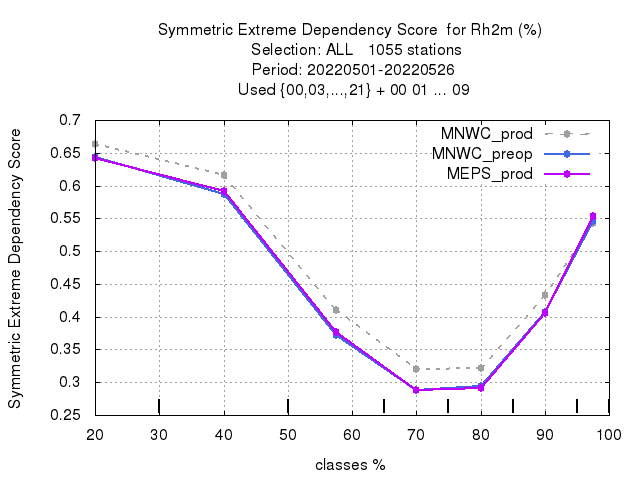 Symmetric Extreme Dependency Score  for Rh2m (%)
Selection: ALL   1055 stations
Period: 20220501-20220526
Used {00,03,...,21} + 00 01 ... 09
Symmetric Extreme Dependency Score
0.7
0.65
0.6
0.55
0.5
0.45
0.4
0.35
0.3
0.25
MNWC_prod
MNWC_preop
MEPS_prod
20 30 40 50 60 70 80 90 100
classes %